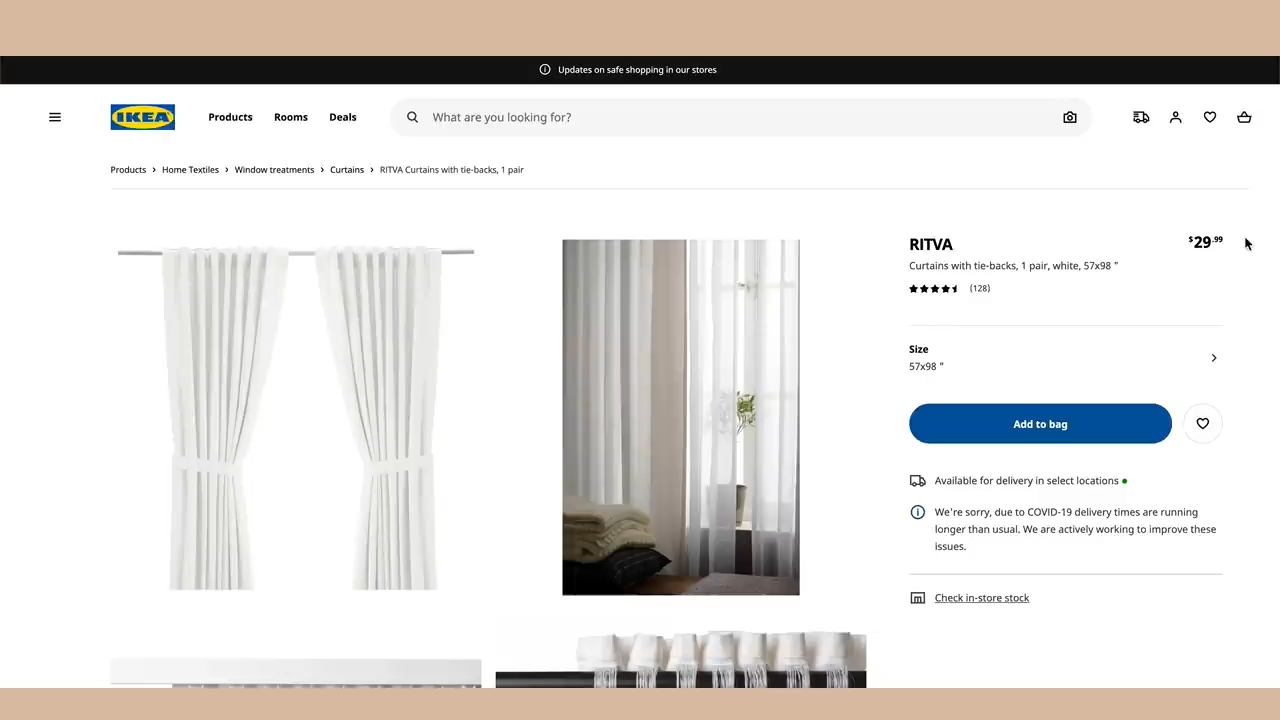 Updates on safe shopping in our stores
IKEA
Products
Rooms
Deals
What are you looking for?
Products > Home Textiles > Window treatments > Curtains > RITVA Curtains with tie-backs, 1 pair
RITVA
$29.99
Curtains with tie-backs, 1 pair, white, 57x98 "
(128)
Size
57x98 "
Add to bag
Available for delivery in select locations
We're sorry, due to COVID-19 delivery times are running
longer than usual. We are actively working to improve these
issues.
Check in-store stock